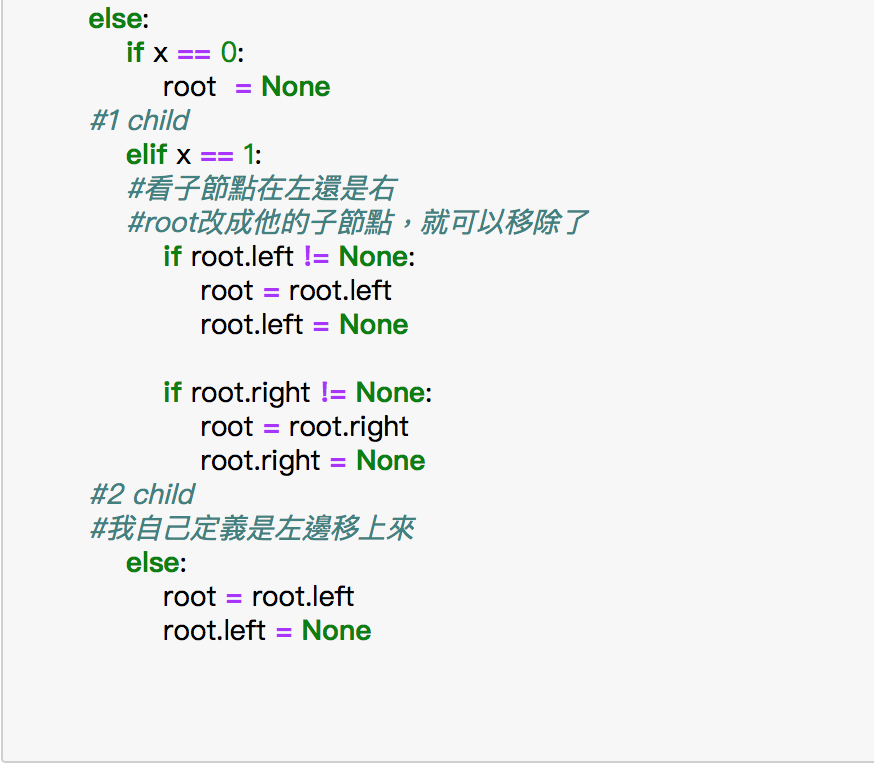 else:
if x == 0:
root = None
#1 child
elif x == 1:
#看子節點在左還是右
#root改成他的子節點，就可以移除了
if root.left != None:
root = root.left
root.left = None
if root.right != None:
root = root.right
root.right = None
#2 child
#我自己定義是左邊移上來
else:
root = root.left
root.left = None